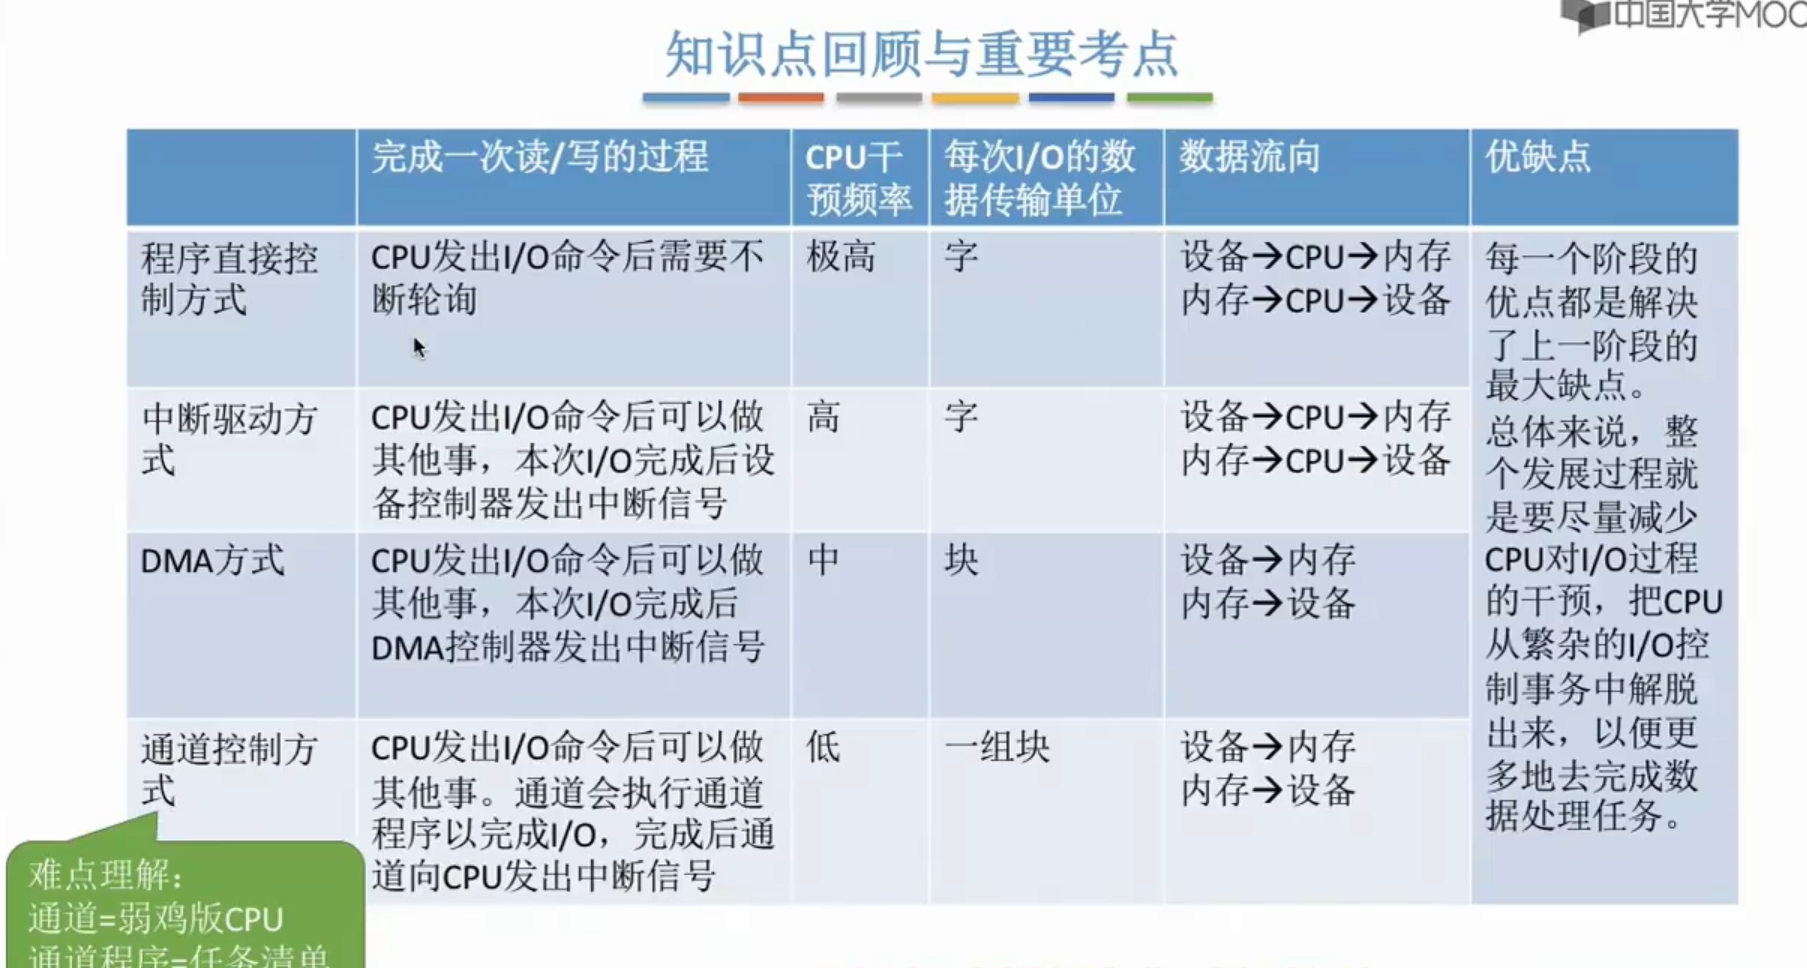 中国大学MOO
知识点回顾与重要考点
完成一次读/写的过程
CPU干
预频率
每次I/O的数
据传输单位
数据流向
优缺点
程序直接控
制方式
CPU发出I/O命令后需要不
断轮询
极高
字
设备→CPU→内存
内存→CPU→设备
每一个阶段的
优点都是解决
了上一阶段的
最大缺点。
总体来说，整
个发展过程就
是要尽量减少
CPU对I/O过程
的干预，把CPU
从繁杂的I/O控
制事务中解脱
出来，以便更
多地去完成数
据处理任务。
中断驱动方
式
CPU发出I/O命令后可以做
其他事，本次I/O完成后设
备控制器发出中断信号
高
字
设备→CPU→内存
内存→CPU→设备
DMA方式
CPU发出I/O命令后可以做
其他事，本次I/O完成后
DMA控制器发出中断信号
中
块
设备→内存
内存→设备
通道控制方
式
CPU发出I/O命令后可以做
其他事。通道会执行通道
程序以完成I/O，完成后通
道向CPU发出中断信号
低
一组块
设备→内存
内存→设备
难点理解：
通道=弱鸡版CPU
通道程序=任务清单